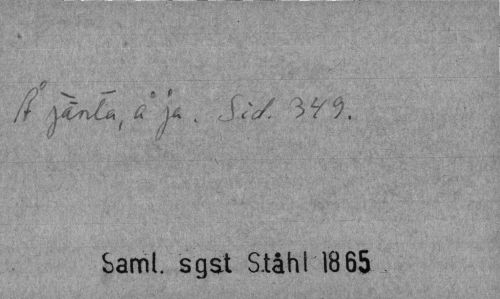 Å jänta, å ja. Sid. 349.
Saml. sgst Ståhl 1865